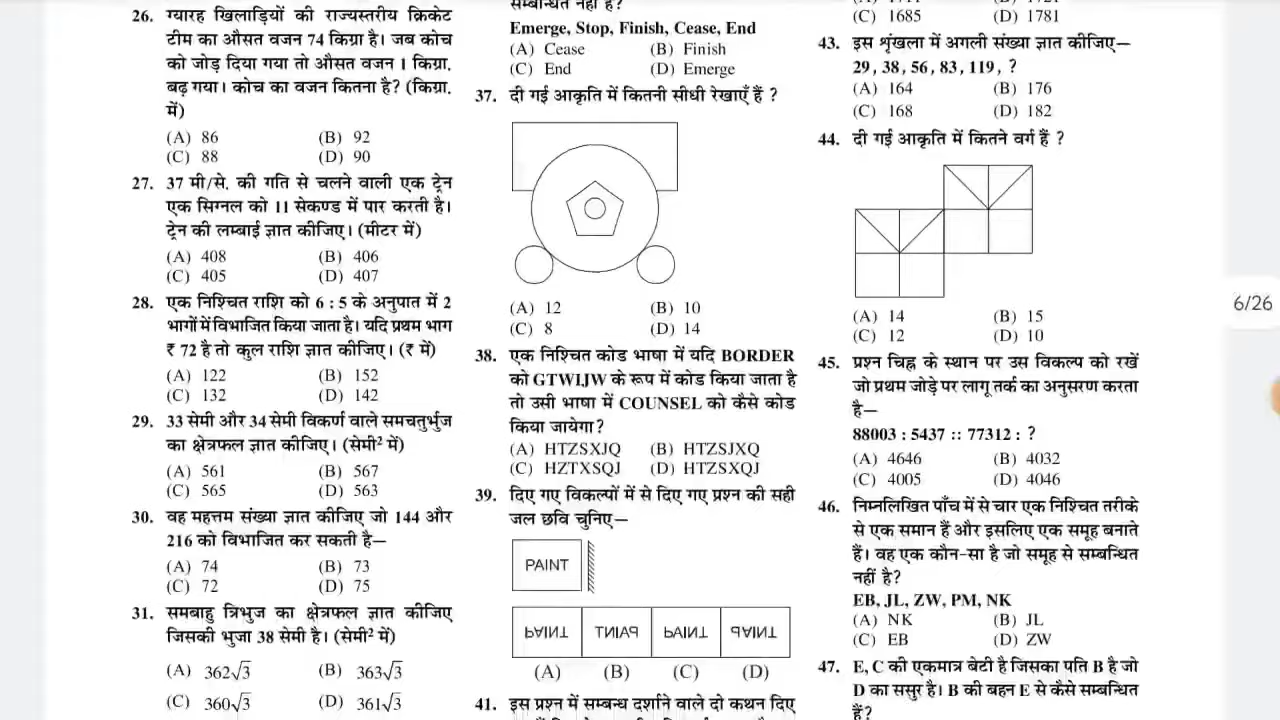 26. ग्यारह खिलाड़ियों की राज्यस्तरीय क्रिकेट
टीम का औसत वजन 74 किग्रा है। जब कोच
को जोड़ दिया गया तो औसत वजन । किग्रा.
बढ़ गया। कोच का वजन कितना है? (किग्रा.
में)
(A) 86 (B) 92
(C) 88 (D) 90
27. 37 मी/से. की गति से चलने वाली एक ट्रेन
एक सिग्नल को 11 सेकण्ड में पार करती है।
ट्रेन की लम्बाई ज्ञात कीजिए। (मीटर में)
(A) 408 (B) 406
(C) 405 (D) 407
28. एक निश्चित राशि को 6 : 5 के अनुपात में 2
भागों में विभाजित किया जाता है। यदि प्रथम भाग
₹ 72 है तो कुल राशि ज्ञात कीजिए। (₹ में)
(A) 122 (B) 152
(C) 132 (D) 142
29. 33 सेमी और 34 सेमी विकर्ण वाले समचतुर्भुज
का क्षेत्रफल ज्ञात कीजिए। (सेमी² में)
(A) 561 (B) 567
(C) 565 (D) 563
30. वह महत्तम संख्या ज्ञात कीजिए जो 144 और
216 को विभाजित कर सकती है—
(A) 74 (B) 73
(C) 72 (D) 75
31. समबाहु त्रिभुज का क्षेत्रफल ज्ञात कीजिए
जिसकी भुजा 38 सेमी है। (सेमी² में)
(A) 362√3 (B) 363√3
(C) 360√3 (D) 361√3
सम्बन्धित नहीं है?
Emerge, Stop, Finish, Cease, End
(A) Cease (B) Finish
(C) End (D) Emerge
37. दी गई आकृति में कितनी सीधी रेखाएँ हैं ?
(A) 12 (B) 10
(C) 8 (D) 14
38. एक निश्चित कोड भाषा में यदि BORDER
को GTWIJW के रूप में कोड किया जाता है
तो उसी भाषा में COUNSEL को कैसे कोड
किया जायेगा?
(A) HTZSXJQ (B) HTZSJXQ
(C) HZTXSQJ (D) HTZSXQJ
39. दिए गए विकल्पों में से दिए गए प्रश्न की सही
जल छवि चुनिए—
PAINT
(A) (B) (C) (D)
41. इस प्रश्न में सम्बन्ध दर्शाने वाले दो कथन दिए
(C) 1685 (D) 1781
43. इस शृंखला में अगली संख्या ज्ञात कीजिए—
29 , 38 , 56 , 83 , 119 , ?
(A) 164 (B) 176
(C) 168 (D) 182
44. दी गई आकृति में कितने वर्ग हैं ?
(A) 14 (B) 15
(C) 12 (D) 10
45. प्रश्न चिह्न के स्थान पर उस विकल्प को रखें
जो प्रथम जोड़े पर लागू तर्क का अनुसरण करता
है—
88003 : 5437 :: 77312 : ?
(A) 4646 (B) 4032
(C) 4005 (D) 4046
46. निम्नलिखित पाँच में से चार एक निश्चित तरीके
से एक समान हैं और इसलिए एक समूह बनाते
हैं। वह एक कौन-सा है जो समूह से सम्बन्धित
नहीं है?
EB, JL, ZW, PM, NK
(A) NK (B) JL
(C) EB (D) ZW
47. E, C की एकमात्र बेटी है जिसका पति B है जो
D का ससुर है। B की बहन E से कैसे सम्बन्धित
है?
6/26